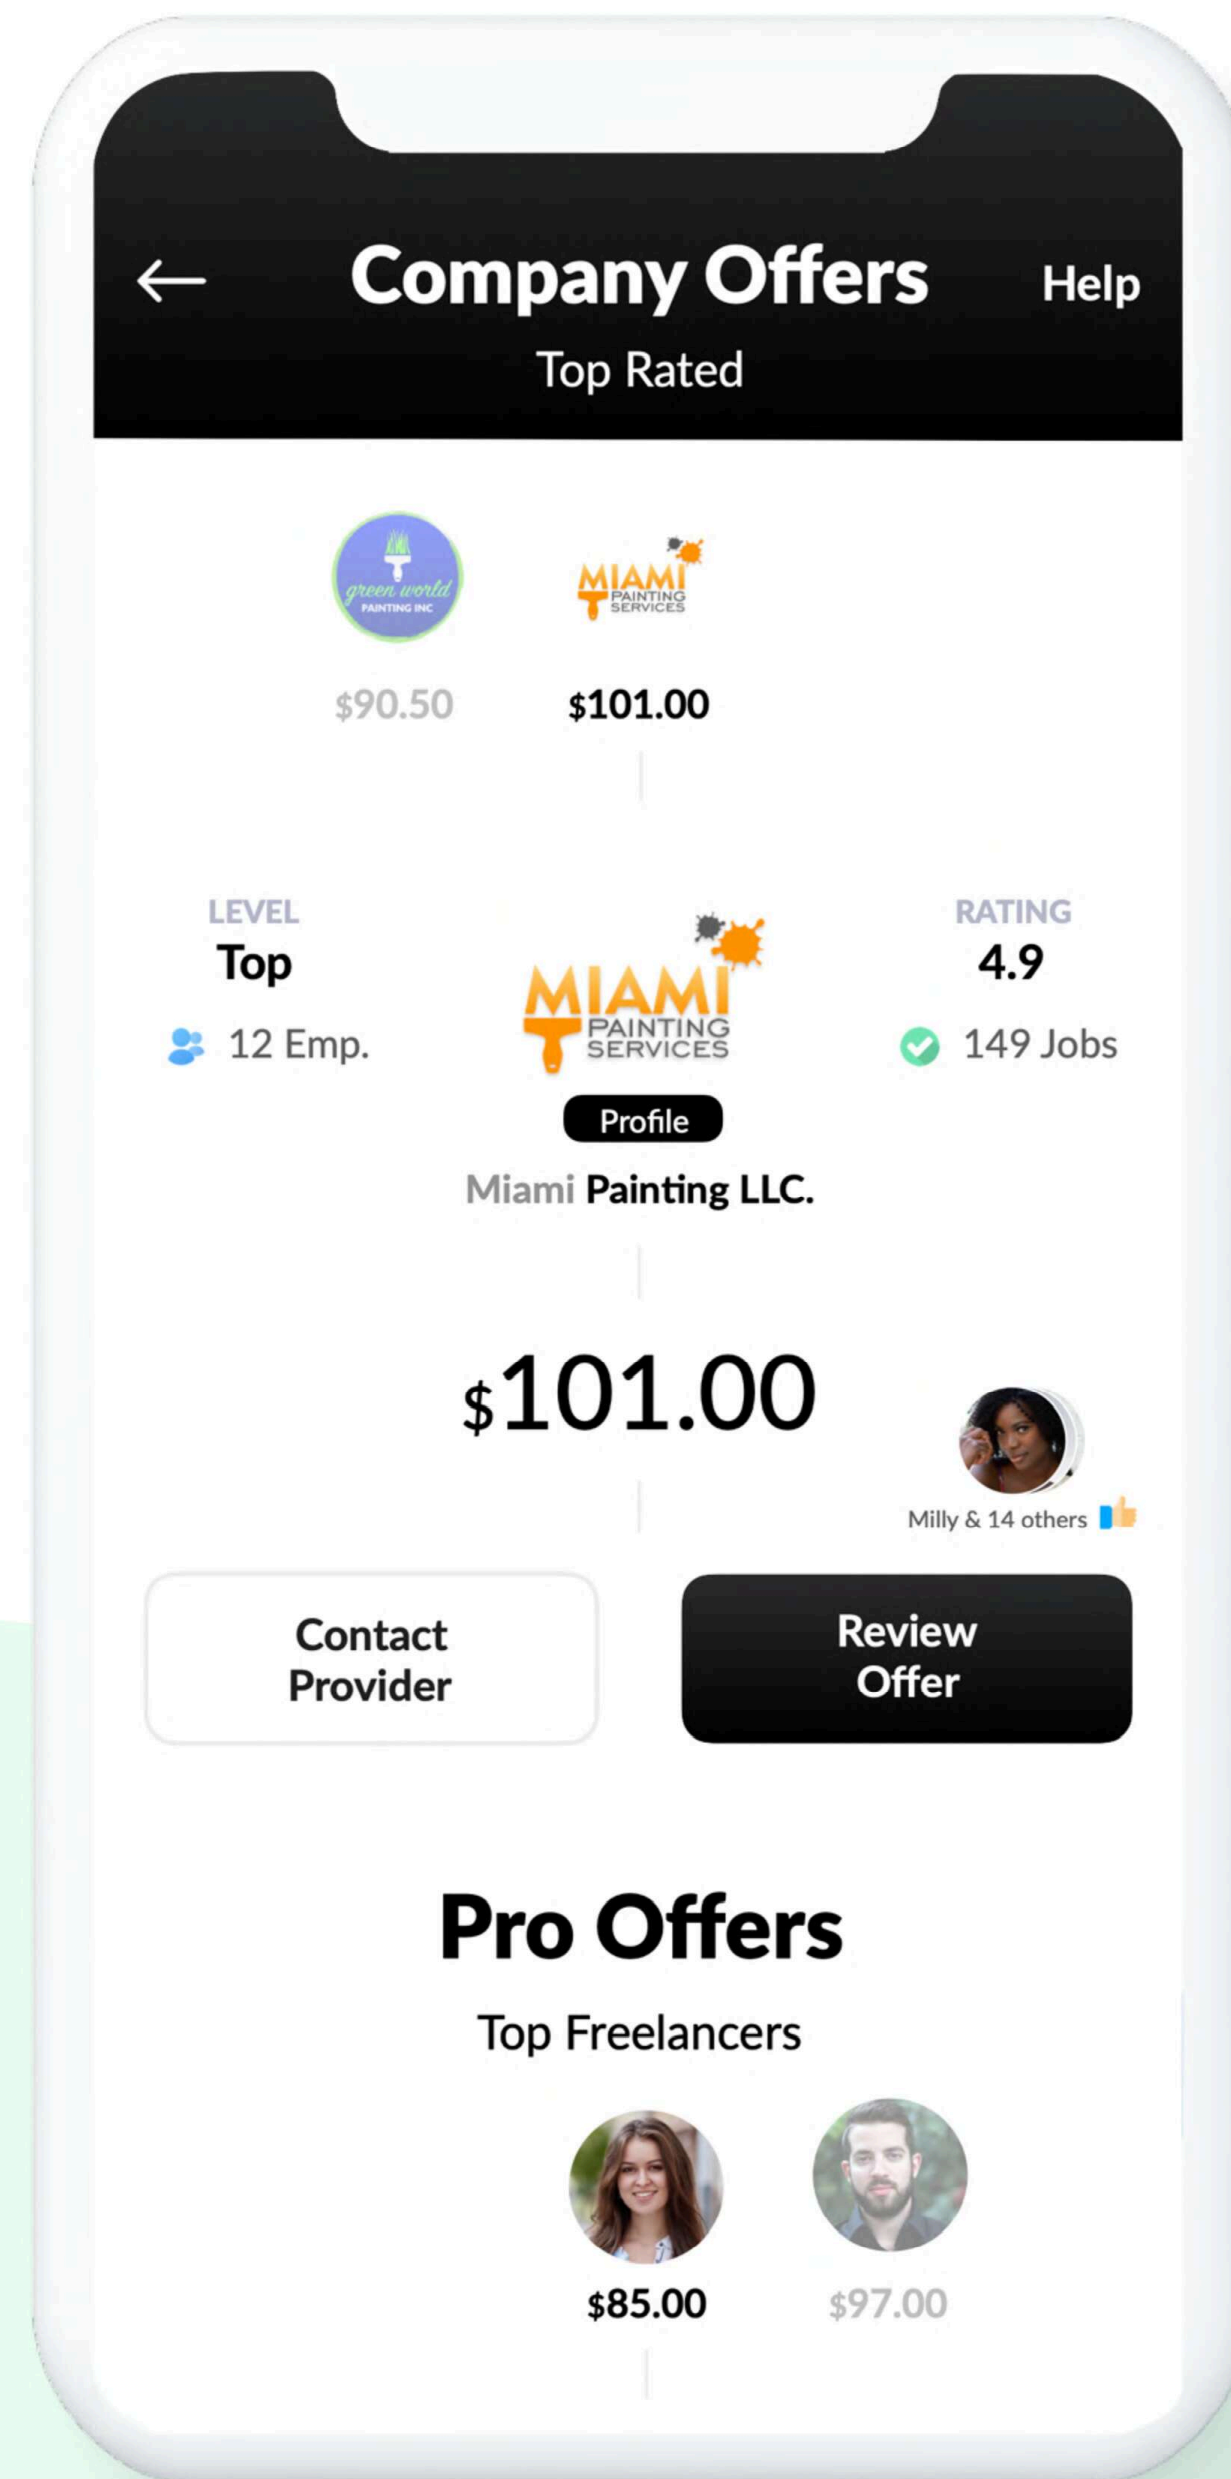 Company Offers
Help
Top Rated
green world
PAINTING INC
MIAMI
PAINTING
SERVICES
$90.50
$101.00
LEVEL
Top
12 Emp.
MIAMI
PAINTING
SERVICES
RATING
4.9
149 Jobs
Profile
Miami Painting LLC.
$101.00
Milly & 14 others
Contact
Provider
Review
Offer
Pro Offers
Top Freelancers
$85.00
$97.00